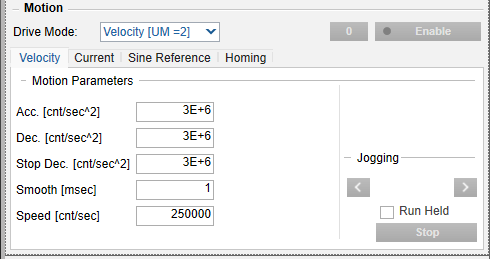 Motion
Drive Mode: Velocity [UM =2] 0 Enable
Velocity Current Sine Reference Homing
Motion Parameters
Acc. [cnt/sec^2] 3E+6
Dec. [cnt/sec^2] 3E+6
Stop Dec. [cnt/sec^2] 3E+6
Smooth [msec] 1
Speed [cnt/sec] 250000
Jogging
< >
Run Held
Stop